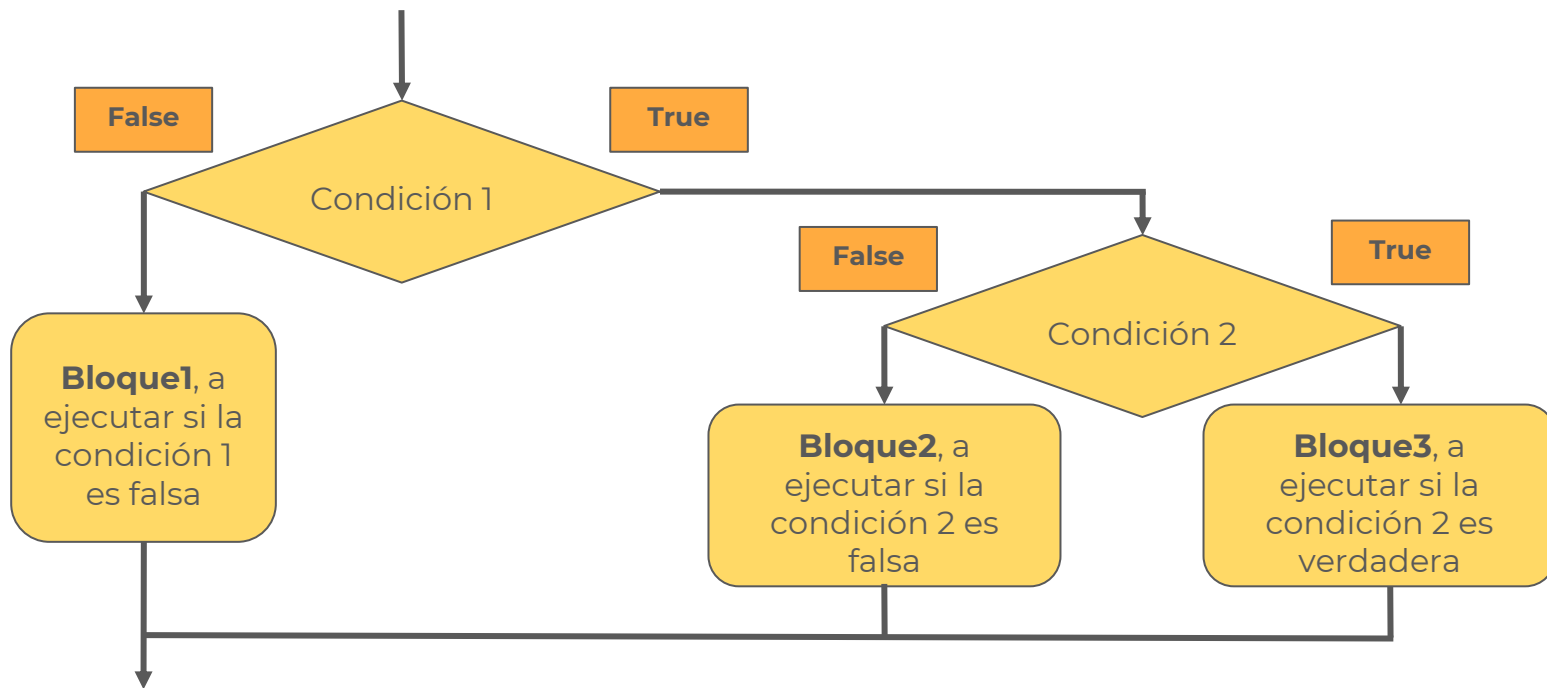 False
True
Condición 1
False
True
Condición 2
Bloque1, a
ejecutar si la
condición 1
es falsa
Bloque2, a
ejecutar si la
condición 2 es
falsa
Bloque3, a
ejecutar si la
condición 2 es
verdadera